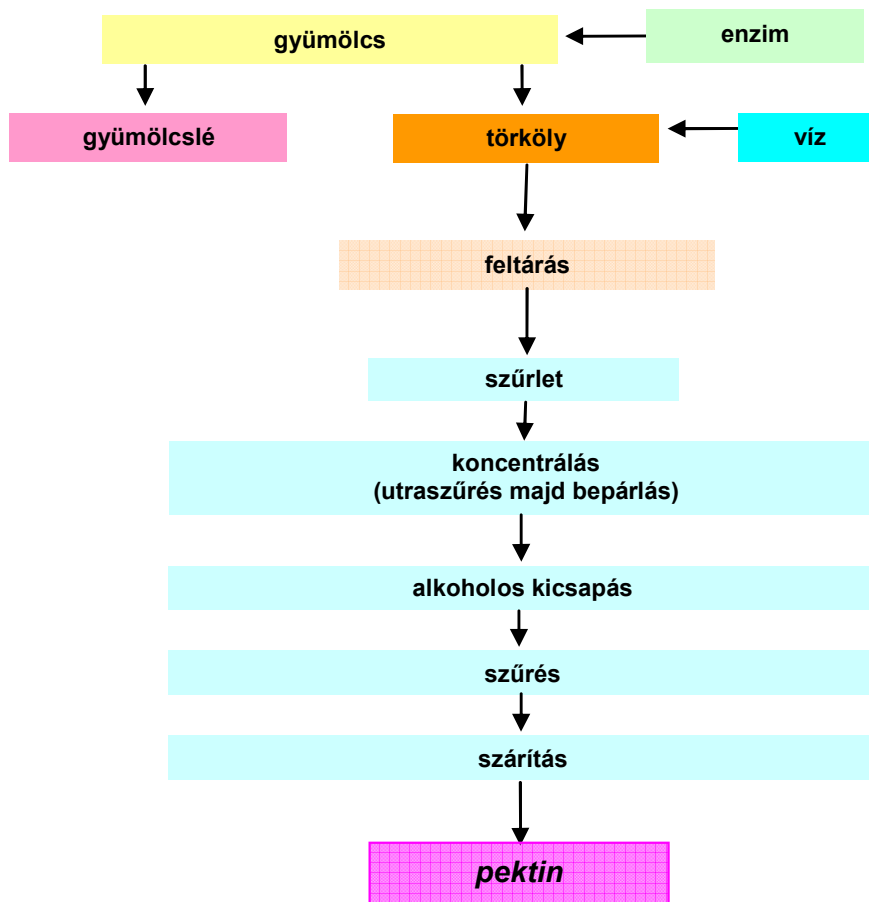 gyümölcs
enzim
gyümölcslé
törköly
víz
feltárás
szűrlet
koncentrálás
(utraszűrés majd bepárlás)
alkoholos kicsapás
szűrés
szárítás
pektin